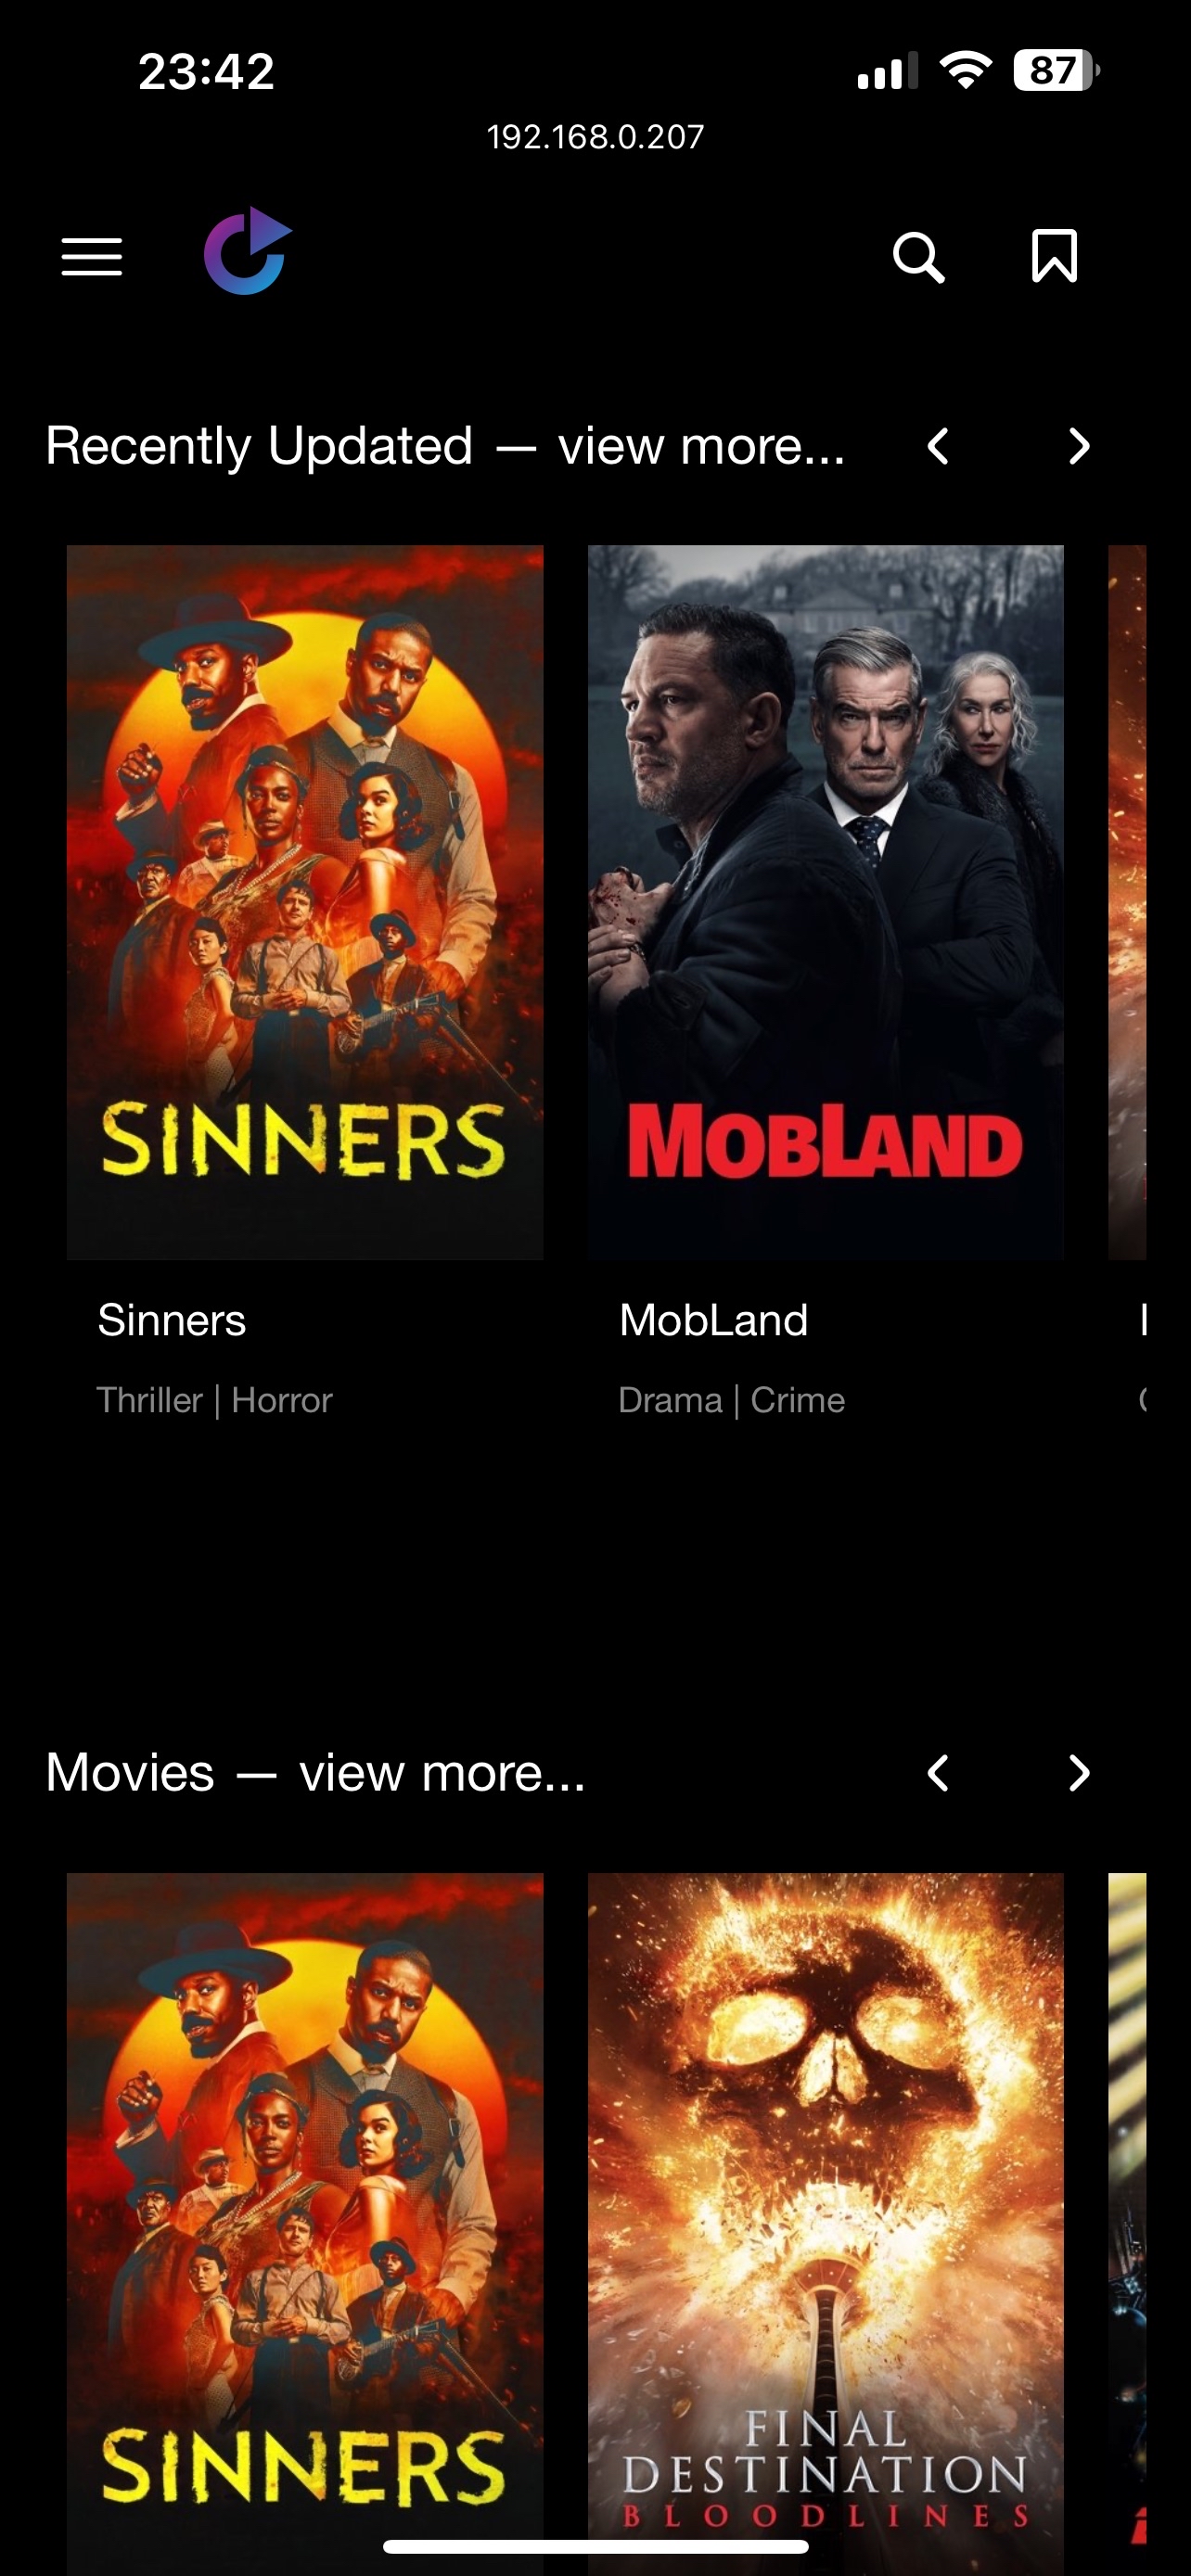 23:42
87
192.168.0.207
Recently Updated — view more...
SINNERS
MOBLAND
Sinners
MobLand
Thriller | Horror
Drama | Crime
Movies — view more...
SINNERS
FINAL
DESTINATION
BLOODLINES